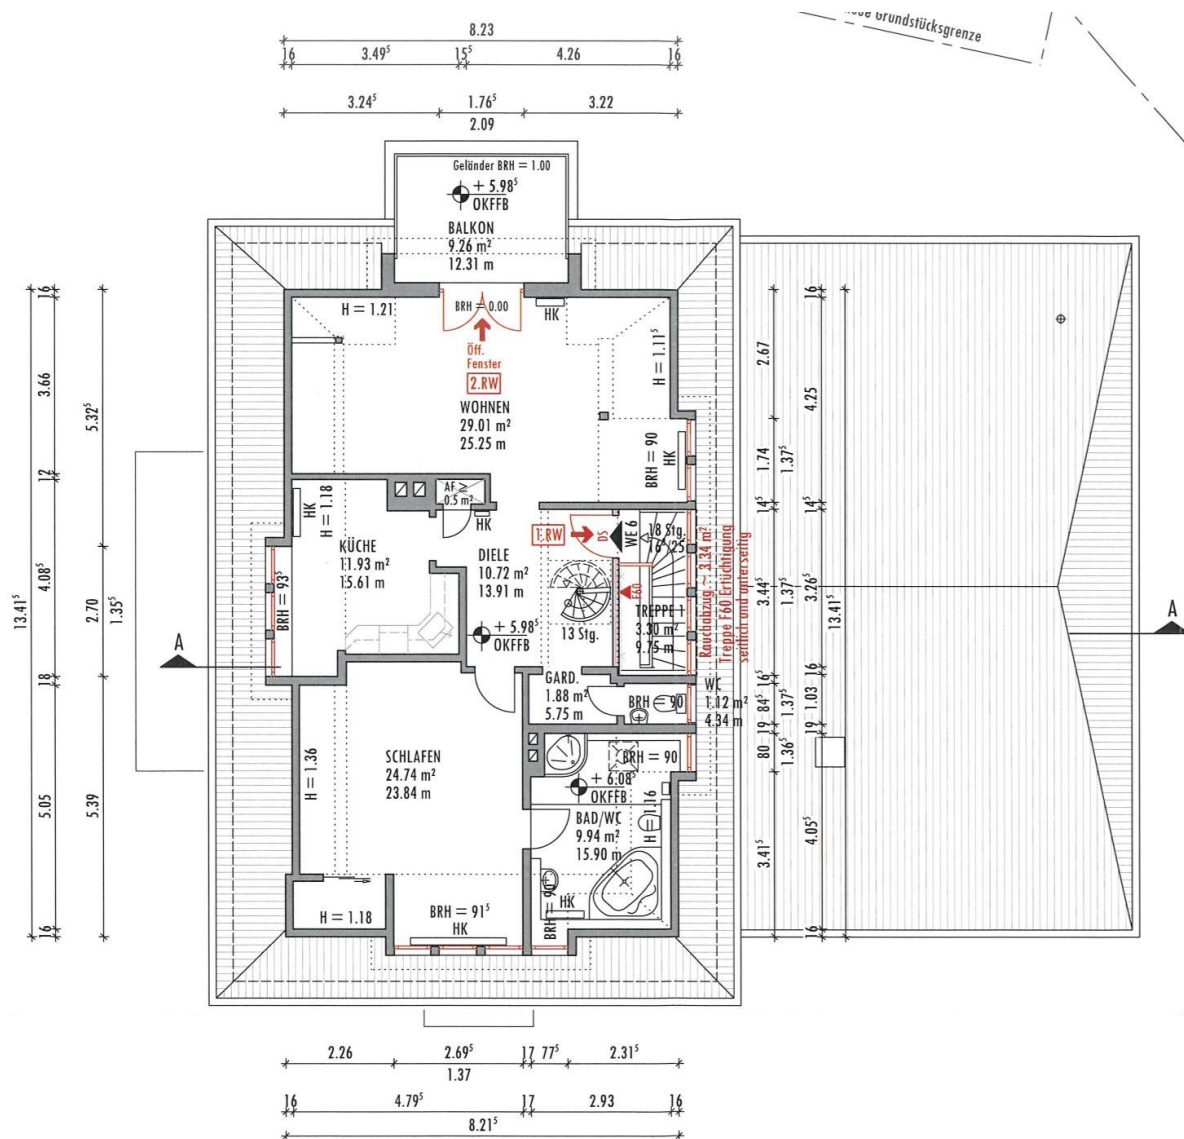 Grundstücksgrenze
8.23
16 3.49⁵ 15⁵ 4.26 16
3.24⁵ 1.76⁵ 3.22
2.09
Geländer BRH = 1.00
+ 5.98⁵
OKFFB
BALKON
9.26 m²
12.31 m
H = 1.21
BRH = 0.00
HK
Öff.
Fenster
2.RW
WOHNEN
29.01 m²
25.25 m
H = 1.11⁵
BRH = 90
HK
AF ≥
0.5 m²
HK
H = 1.18
HK
KÜCHE
11.93 m²
15.61 m
BRH = 93⁵
DIELE
10.72 m²
13.91 m
1.RW
DS
WE 6
18 Stg.
16⁵/25
13 Stg.
F60
TREPPE 1
3.30 m²
9.75 m
Rauchabzug ~ 3.34 m²
Treppe F60 Ertüchtigung
seitlich und unterseitig
+ 5.98⁵
OKFFB
GARD.
1.88 m²
5.75 m
BRH = 90
WC
1.12 m²
4.34 m
SCHLAFEN
24.74 m²
23.84 m
H = 1.36
BRH = 90
+ 6.08⁵
OKFFB
BAD/WC
9.94 m²
15.90 m
H = 1.16
H = 1.18
BRH = 91⁵
HK
BRH = 90
HK
A
A
13.41⁵
16 3.66 12 4.08⁵ 18 5.05 16
5.32⁵ 2.70 5.39
1.35⁵
2.67 1.74 14⁵ 3.44⁵ 16 84⁵ 19 80 3.41⁵
1.37⁵ 1.37⁵ 1.37⁵ 1.36⁵
16 4.25 14⁵ 3.26⁵ 16 1.03 19 4.05⁵ 16
13.41⁵
2.26 2.69⁵ 17 77⁵ 2.31⁵
1.37
16 4.79⁵ 17 2.93 16
8.21⁵